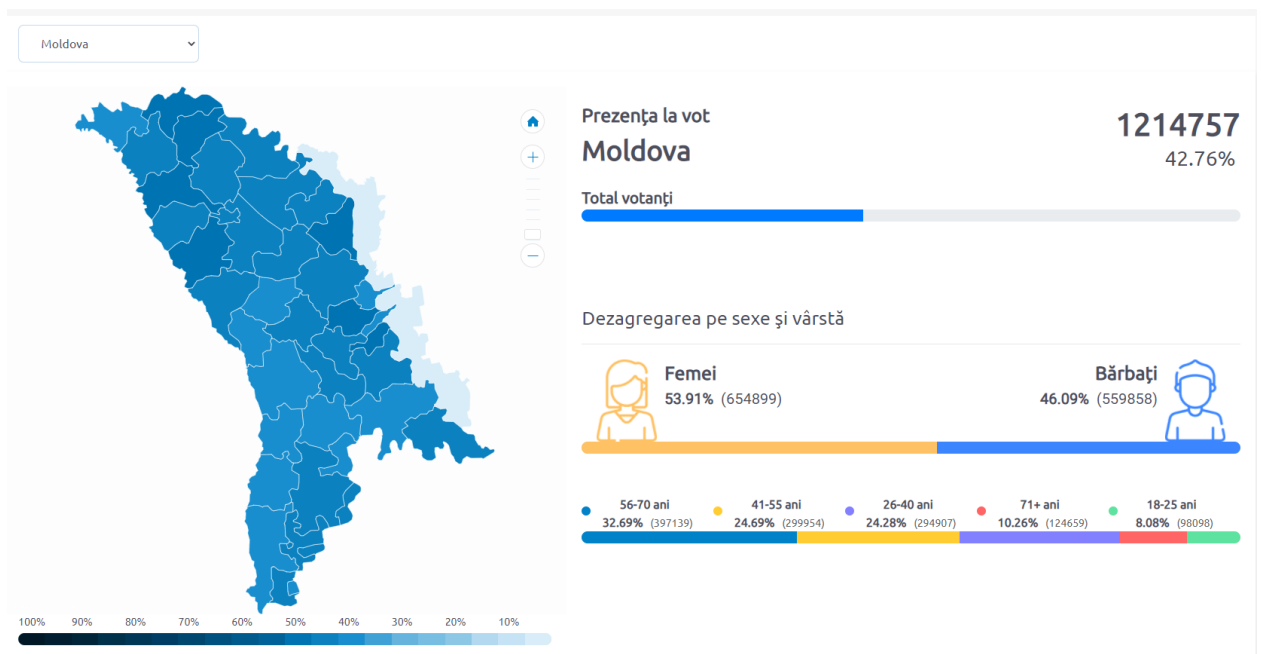 Moldova
Prezența la vot
1214757
Moldova
42.76%
Total votanți
Dezagregarea pe sexe și vârstă
Femei
53.91% (654899)
Bărbați
46.09% (559858)
56-70 ani
32.69% (397139)
41-55 ani
24.69% (299954)
26-40 ani
24.28% (294907)
71+ ani
10.26% (124659)
18-25 ani
8.08% (98098)
100% 90% 80% 70% 60% 50% 40% 30% 20% 10%